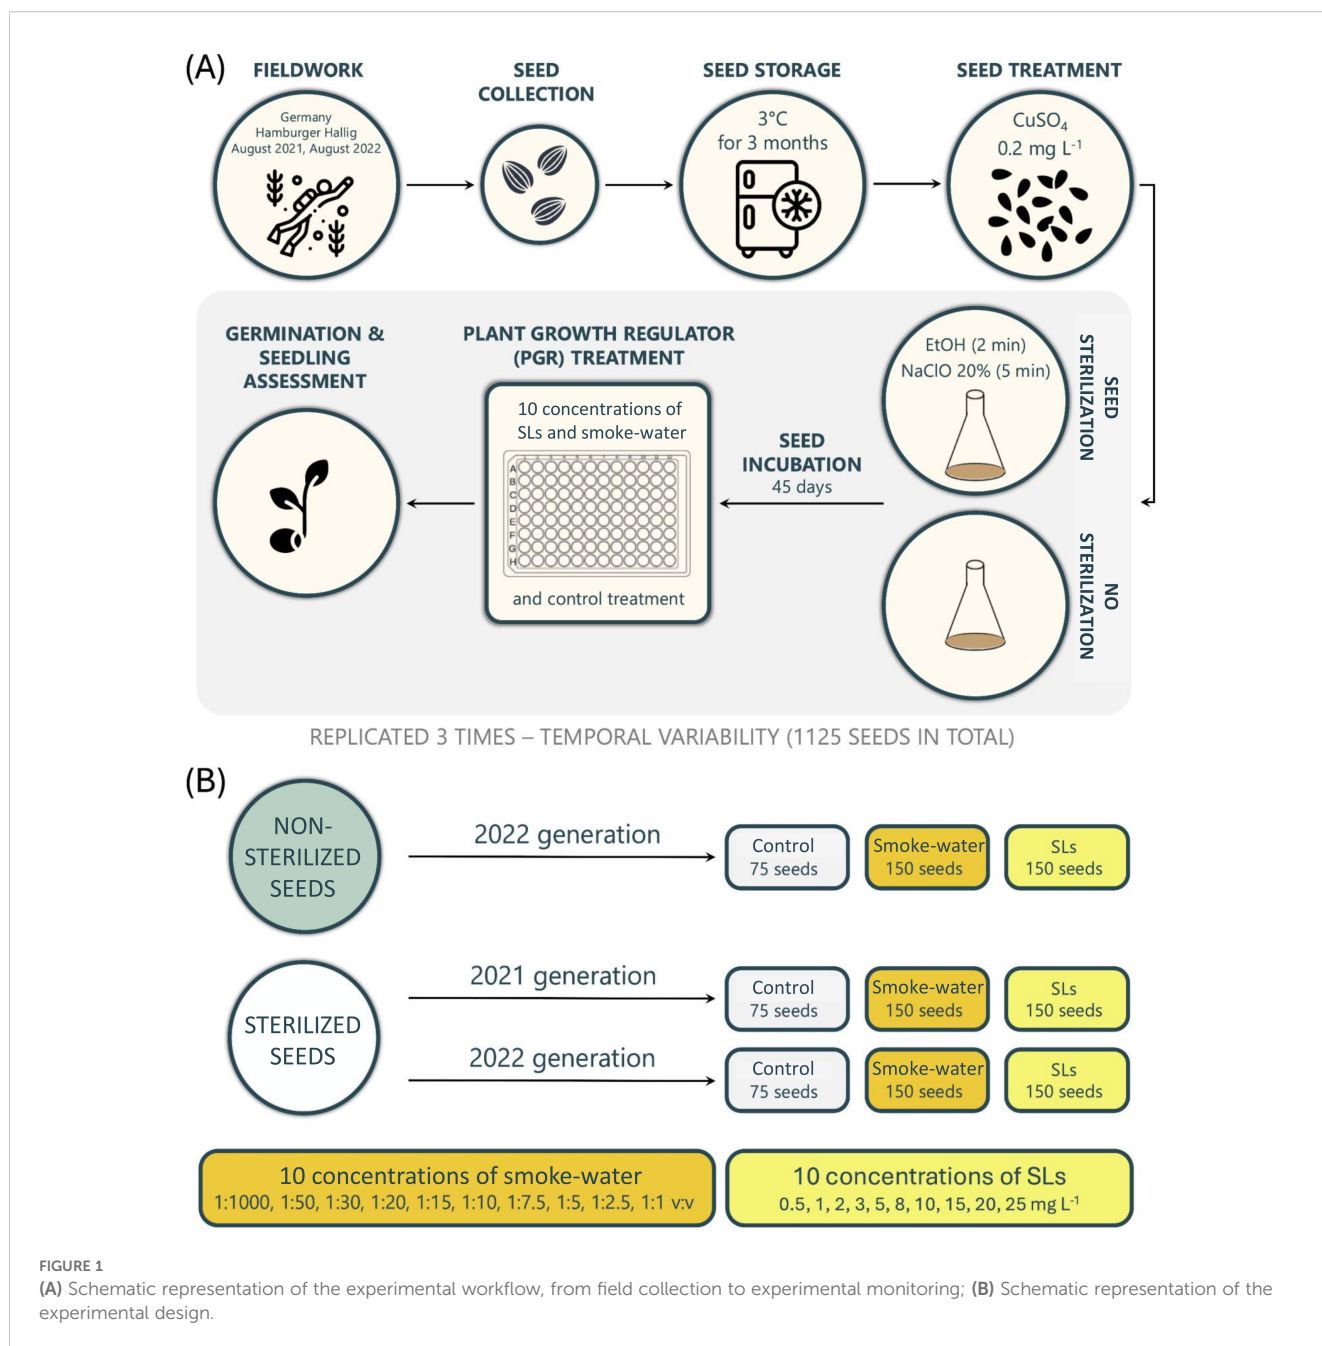 (A)
FIELDWORK
Germany
Hamburger Hallig
August 2021, August 2022
SEED
COLLECTION
SEED STORAGE
3°C
for 3 months
SEED TREATMENT
CuSO₄
0.2 mg L⁻¹
GERMINATION &
SEEDLING
ASSESSMENT
PLANT GROWTH REGULATOR
(PGR) TREATMENT
10 concentrations of
SLs and smoke-water
A
B
C
D
E
F
G
H
and control treatment
SEED
INCUBATION
45 days
EtOH (2 min)
NaClO 20% (5 min)
SEED
STERILIZATION
NO
STERILIZATION
REPLICATED 3 TIMES – TEMPORAL VARIABILITY (1125 SEEDS IN TOTAL)
(B)
NON-
STERILIZED
SEEDS
2022 generation
Control
75 seeds
Smoke-water
150 seeds
SLs
150 seeds
STERILIZED
SEEDS
2021 generation
Control
75 seeds
Smoke-water
150 seeds
SLs
150 seeds
2022 generation
Control
75 seeds
Smoke-water
150 seeds
SLs
150 seeds
10 concentrations of smoke-water
1:1000, 1:50, 1:30, 1:20, 1:15, 1:10, 1:7.5, 1:5, 1:2.5, 1:1 v:v
10 concentrations of SLs
0.5, 1, 2, 3, 5, 8, 10, 15, 20, 25 mg L⁻¹
FIGURE 1
(A) Schematic representation of the experimental workflow, from field collection to experimental monitoring; (B) Schematic representation of the
experimental design.